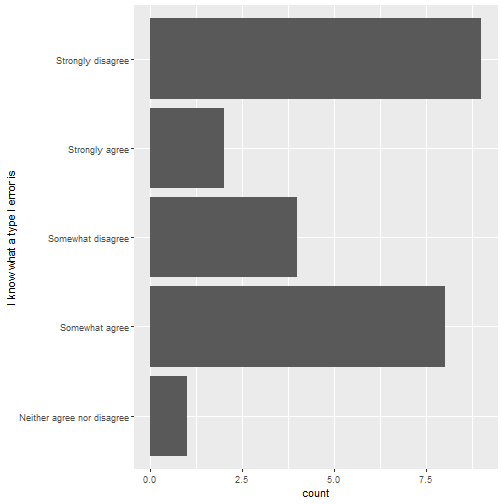 Strongly disagree
Strongly agree
Somewhat disagree
Somewhat agree
Neither agree nor disagree
I know what a type I error is
0.0 2.5 5.0 7.5
count